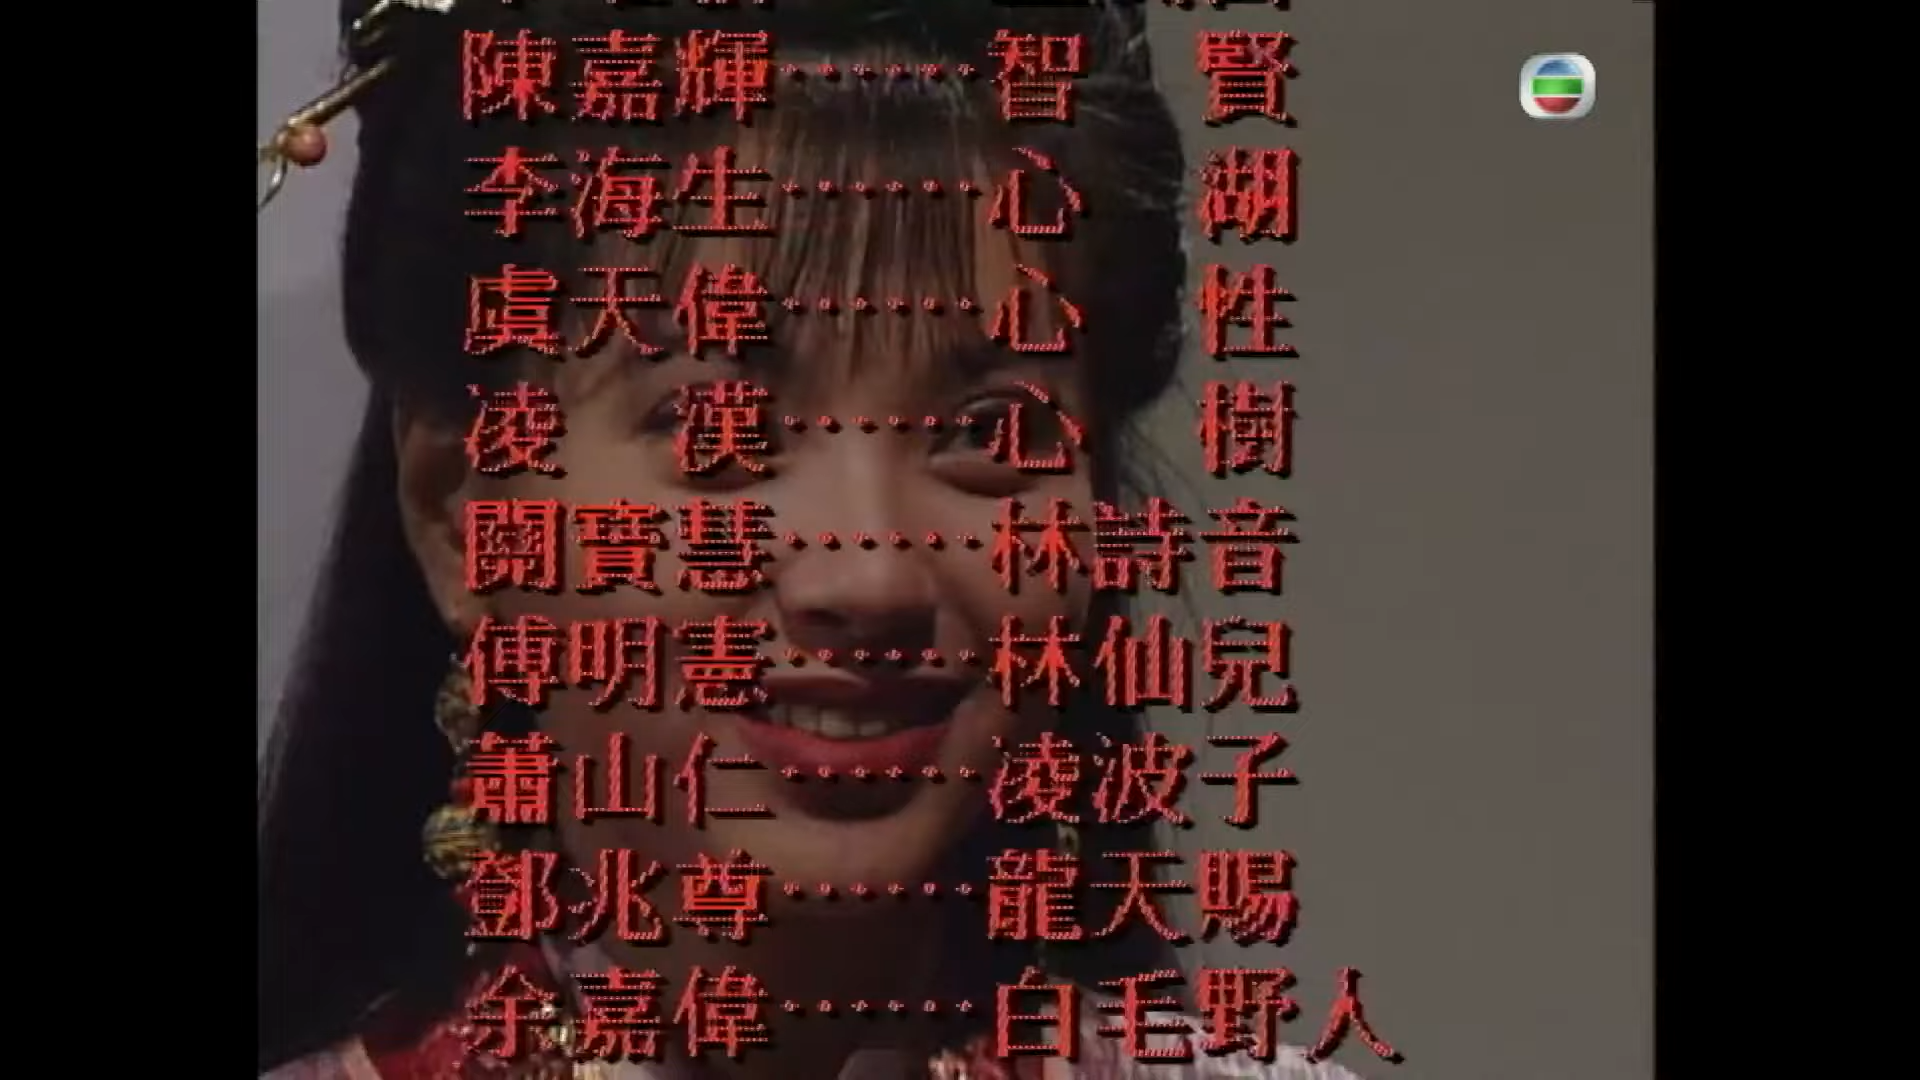 陳嘉輝⋯⋯智賢
李海生⋯⋯心湖
虞天偉⋯⋯心性
凌漢⋯⋯心樹
關寶慧⋯⋯林詩音
傅明憲⋯⋯林仙兒
蕭山仁⋯⋯凌波子
鄧兆尊⋯⋯龍天賜
余嘉偉⋯⋯白毛野人